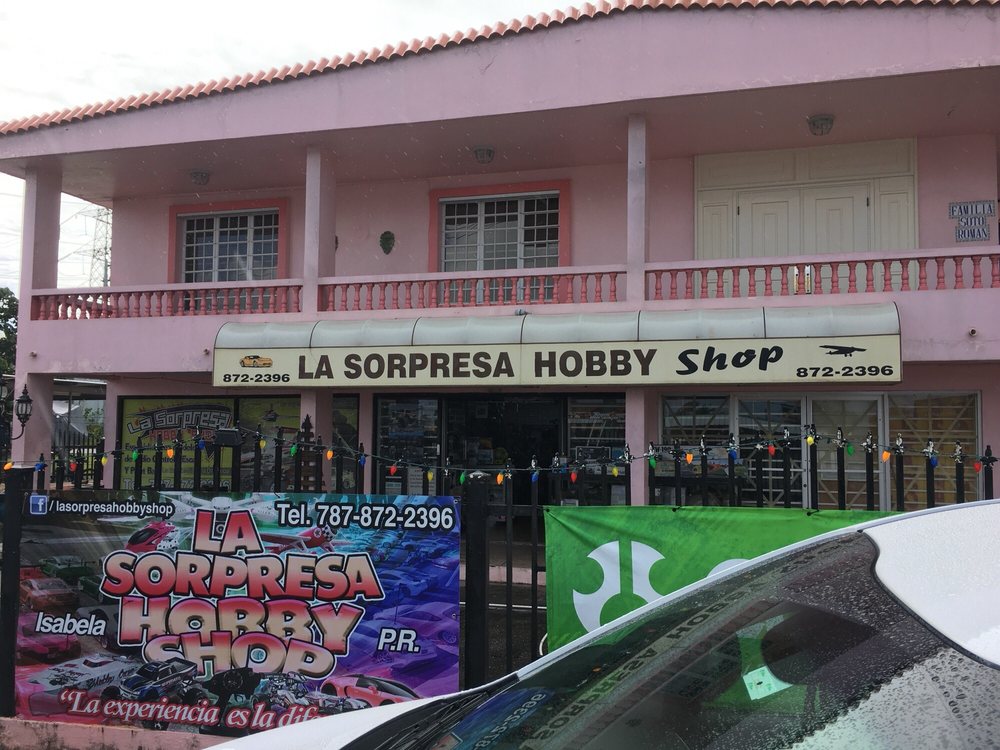 FAMILIA
SOTO
ROMAN
872-2396 LA SORPRESA HOBBY Shop 872-2396
La Sorpresa
/lasorpresahobbyshop
Tel. 787-872-2396
LA
SORPRESA
HOBBY
SHOP
Isabela P.R.
"La experiencia es la